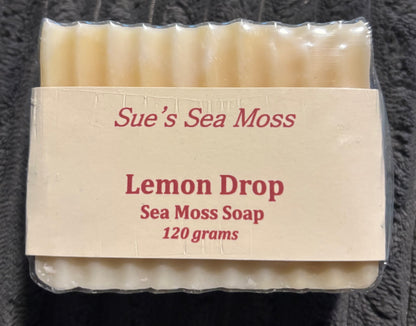 Sue's Sea Moss
Lemon Drop
Sea Moss Soap
120 grams